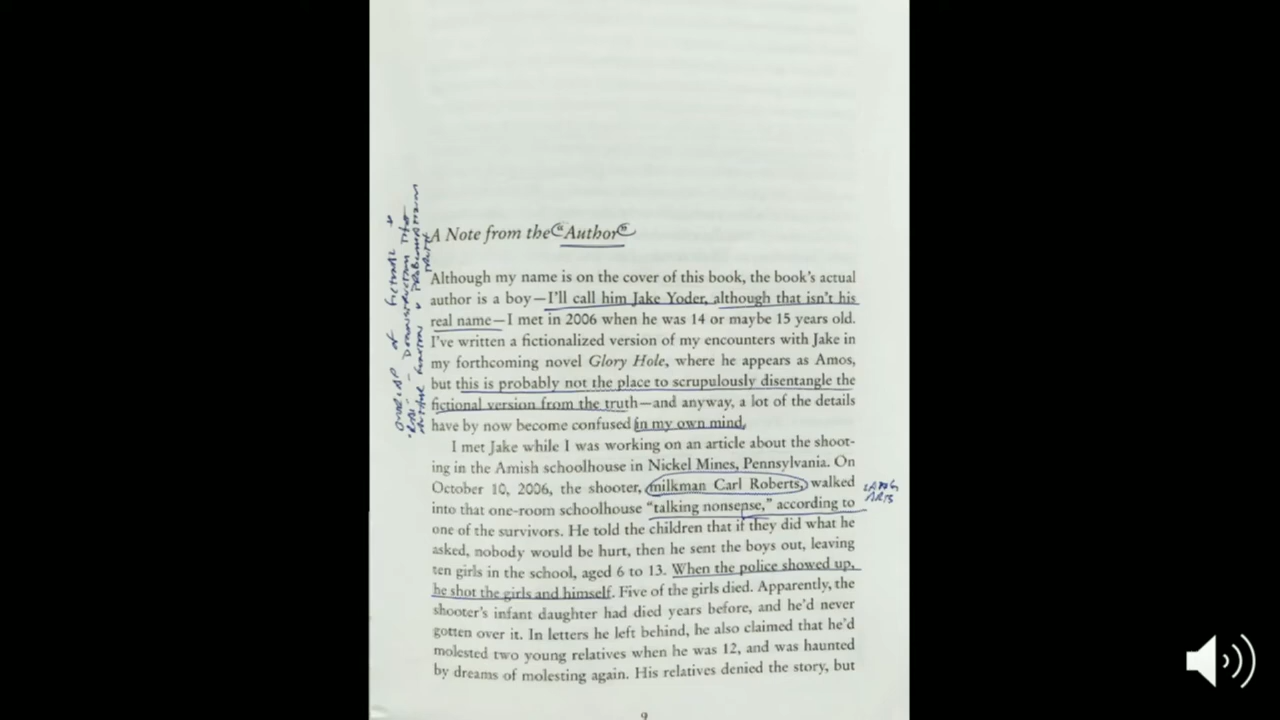 A Note from the "Author"
Although my name is on the cover of this book, the book's actual
author is a boy—I'll call him Jake Yoder, although that isn't his
real name—I met in 2006 when he was 14 or maybe 15 years old.
I've written a fictionalized version of my encounters with Jake in
my forthcoming novel Glory Hole, where he appears as Amos,
but this is probably not the place to scrupulously disentangle the
fictional version from the truth—and anyway, a lot of the details
have by now become confused in my own mind.
I met Jake while I was working on an article about the shoot-
ing in the Amish schoolhouse in Nickel Mines, Pennsylvania. On
October 10, 2006, the shooter, milkman Carl Roberts, walked
into that one-room schoolhouse "talking nonsense," according to
one of the survivors. He told the children that if they did what he
asked, nobody would be hurt, then he sent the boys out, leaving
ten girls in the school, aged 6 to 13. When the police showed up,
he shot the girls and himself. Five of the girls died. Apparently, the
shooter's infant daughter had died years before, and he'd never
gotten over it. In letters he left behind, he also claimed that he'd
molested two young relatives when he was 12, and was haunted
by dreams of molesting again. His relatives denied the story, but
9